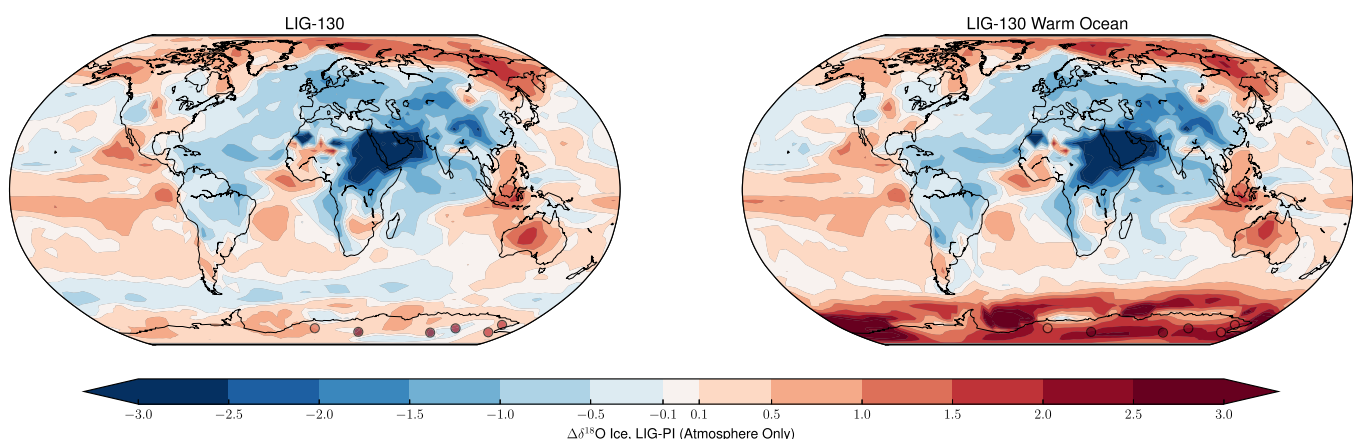 LIG-130
LIG-130 Warm Ocean
−3.0 −2.5 −2.0 −1.5 −1.0 −0.5 −0.1 0.1 0.5 1.0 1.5 2.0 2.5 3.0
Δδ¹⁸O Ice, LIG-PI (Atmosphere Only)